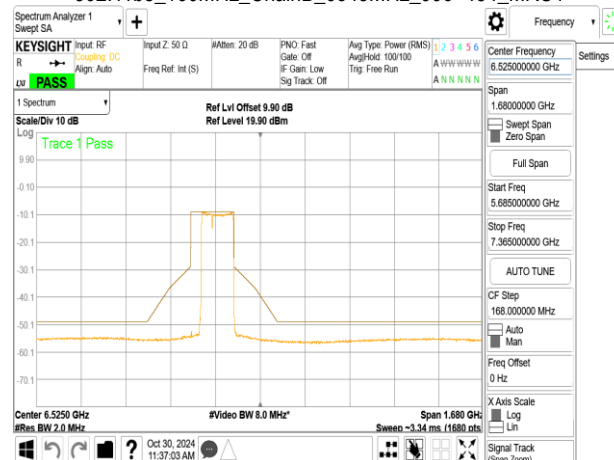 Spectrum Analyzer 1
Swept SA
Frequency
KEYSIGHT
R
LXI
PASS
Input: RF
Coupling: DC
Align: Auto
Input Z: 50 Ω
Freq Ref: Int (S)
#Atten: 20 dB
PNO: Fast
Gate: Off
IF Gain: Low
Sig Track: Off
Avg Type: Power (RMS)
Avg|Hold: 100/100
Trig: Free Run
1 2 3 4 5 6
A W W W W W
A N N N N N
Settings
Center Frequency
6.525000000 GHz
Span
1.68000000 GHz
Swept Span
Zero Span
Full Span
Start Freq
5.685000000 GHz
Stop Freq
7.365000000 GHz
AUTO TUNE
CF Step
168.000000 MHz
Auto
Man
Freq Offset
0 Hz
X Axis Scale
Log
Lin
Signal Track
(Span Zoom)
1 Spectrum
Scale/Div 10 dB
Ref Lvl Offset 9.90 dB
Ref Level 19.90 dBm
Log
Trace 1 Pass
9.90
-0.10
-10.1
-20.1
-30.1
-40.1
-50.1
-60.1
-70.1
Center 6.5250 GHz
#Video BW 8.0 MHz*
Span 1.680 GHz
#Res BW 2.0 MHz
Sweep ~3.34 ms (1680 pts)
Oct 30, 2024
11:37:03 AM